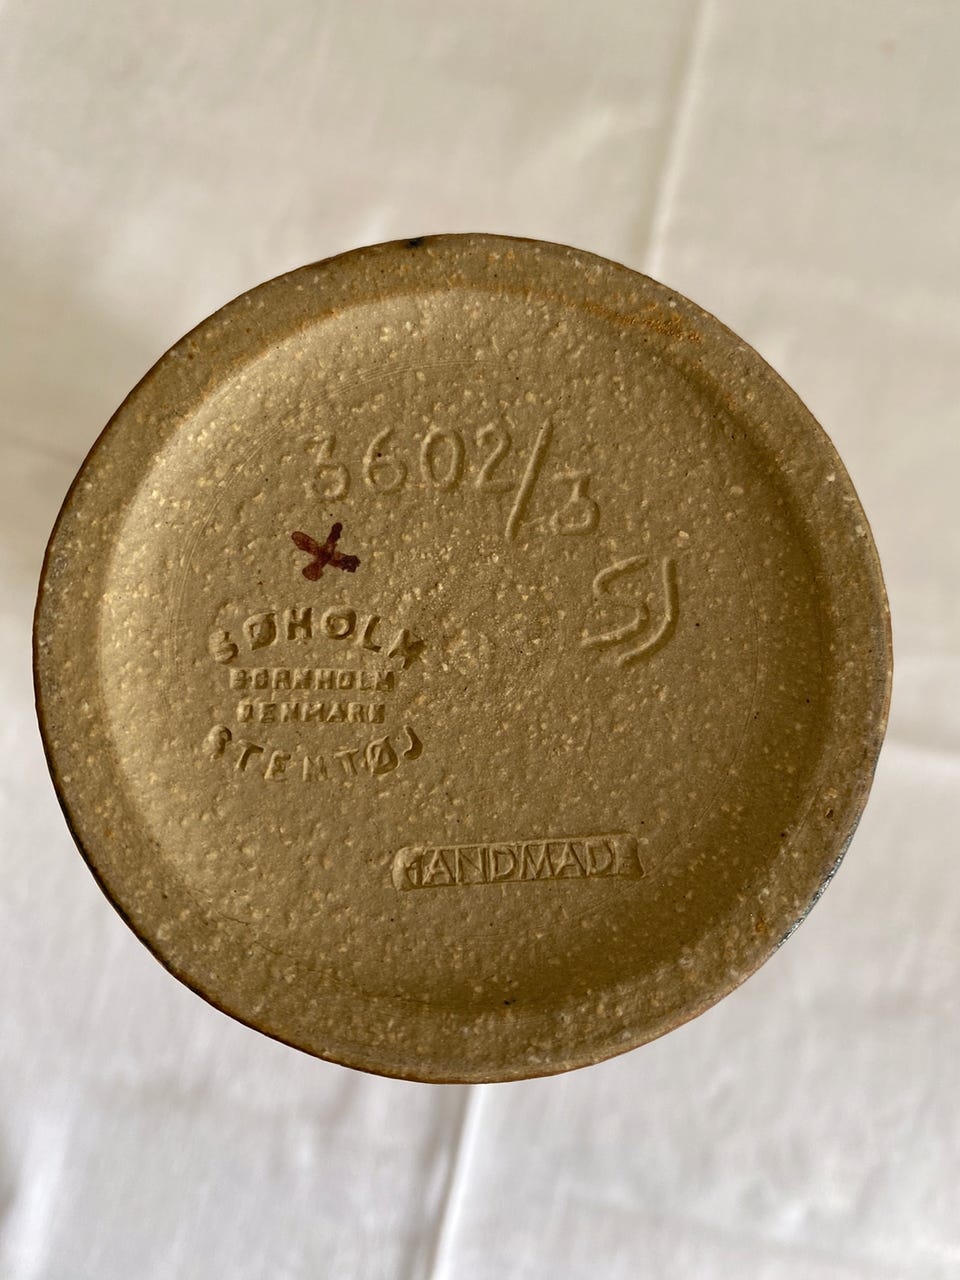 3602/3
SJ
SØHOLM
BORNHOLM
DENMARK
STENTØJ
HANDMADE